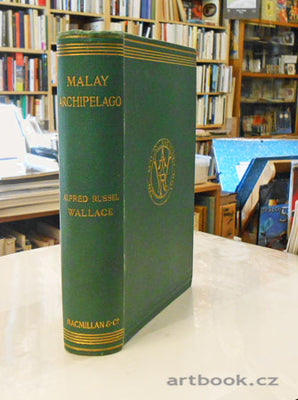 MALAY
ARCHIPELAGO
ALFRED RUSSEL
WALLACE
MACMILLAN & Co
artbook.cz